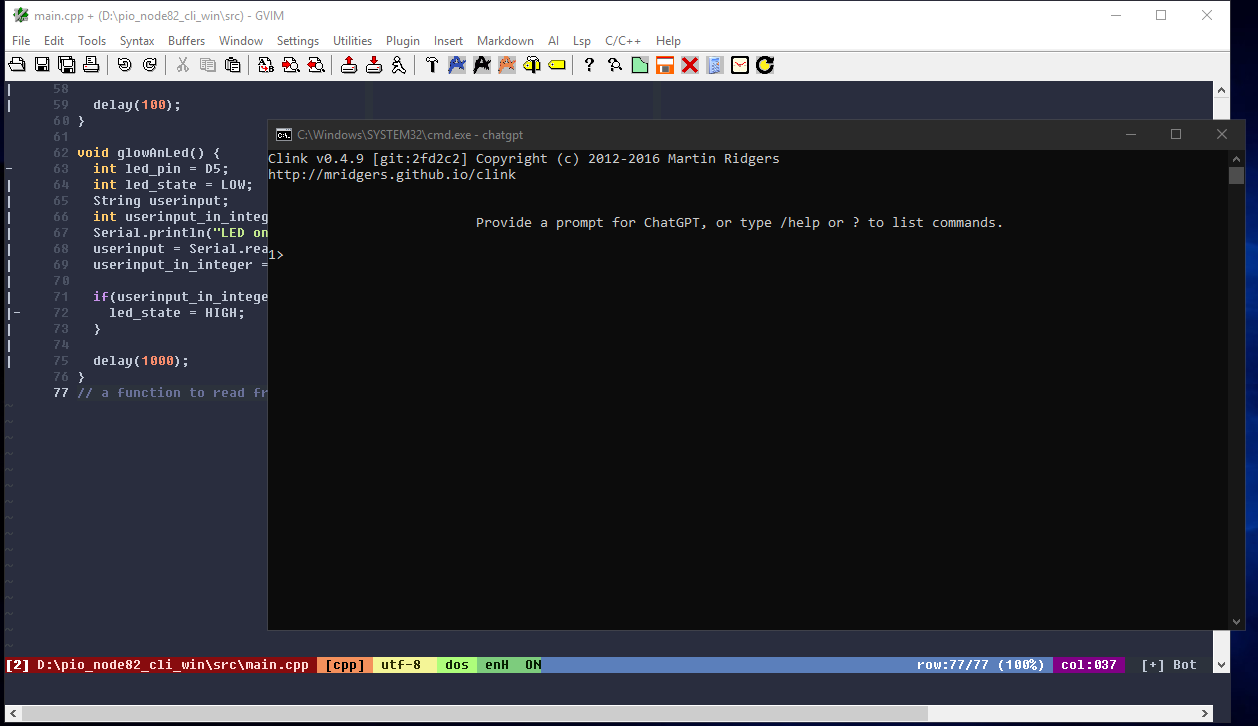 main.cpp + (D:\pio_node82_cli_win\src) - GVIM
File Edit Tools Syntax Buffers Window Settings Utilities Plugin Insert Markdown AI Lsp C/C++ Help
58
59 delay(100);
60 }
61
62 void glowAnLed() {
63 int led_pin = D5;
64 int led_state = LOW;
65 String userinput;
66 int userinput_in_integ
67 Serial.println("LED on
68 userinput = Serial.rea
69 userinput_in_integer =
70
71 if(userinput_in_intege
72 led_state = HIGH;
73 }
74
75 delay(1000);
76 }
77 // a function to read fr
C:\Windows\SYSTEM32\cmd.exe - chatgpt
Clink v0.4.9 [git:2fd2c2] Copyright (c) 2012-2016 Martin Ridgers
http://mridgers.github.io/clink
Provide a prompt for ChatGPT, or type /help or ? to list commands.
1>
[2] D:\pio_node82_cli_win\src\main.cpp [cpp] utf-8 dos enH ON row:77/77 (100%) col:037 [+] Bot